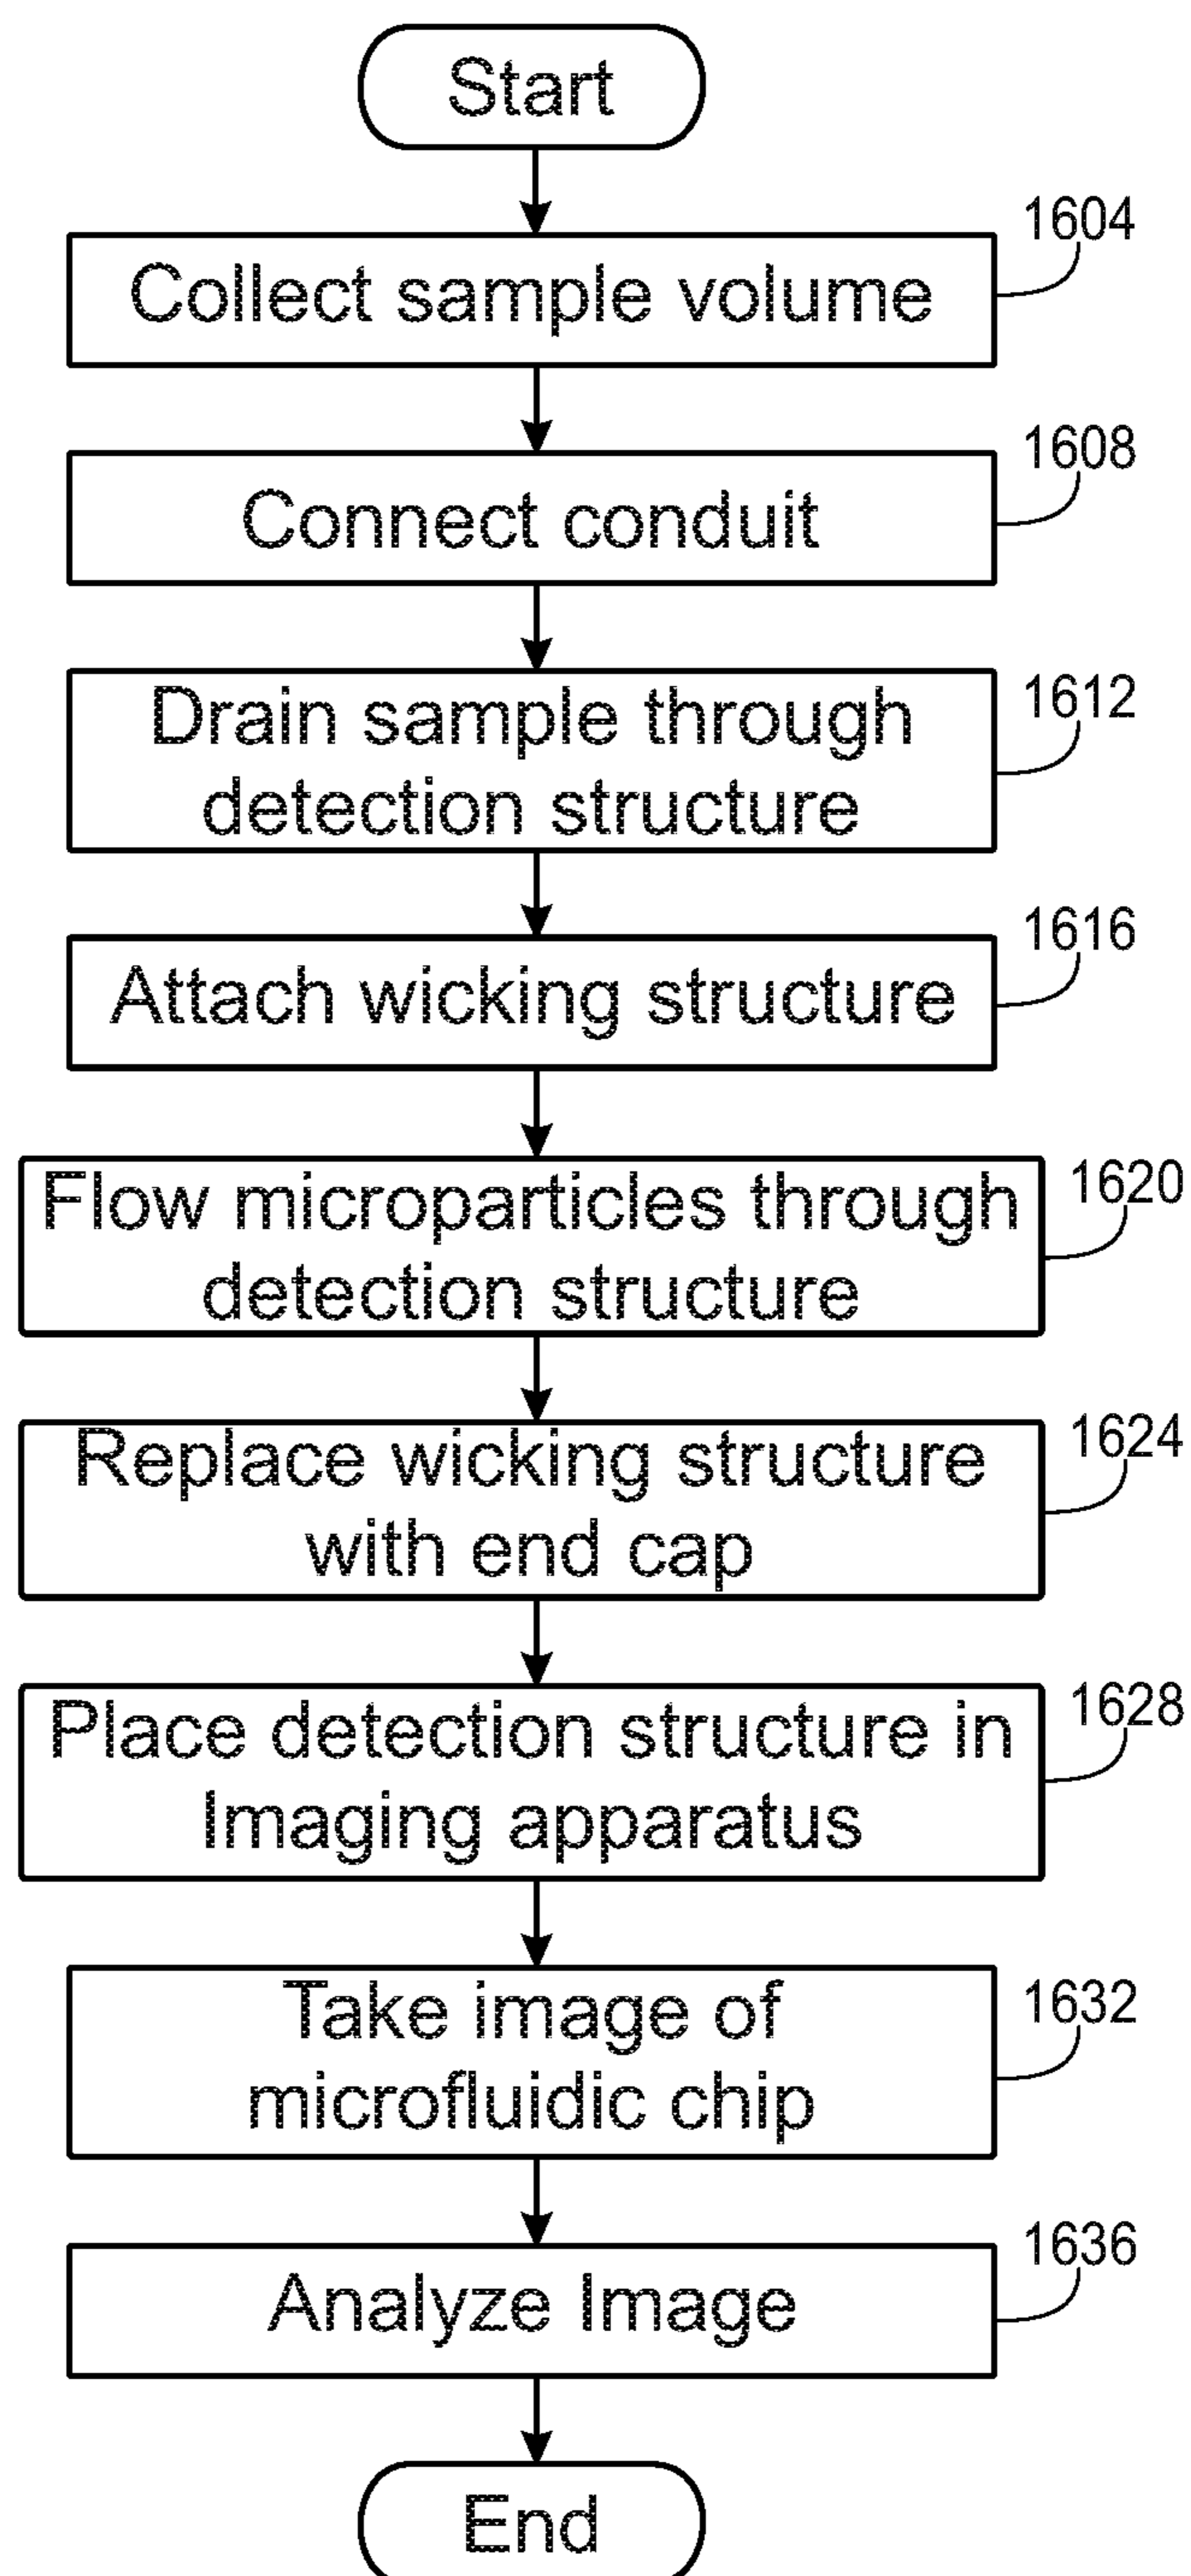 Start
1604
Collect sample volume
1608
Connect conduit
1612
Drain sample through
detection structure
1616
Attach wicking structure
1620
Flow microparticles through
detection structure
1624
Replace wicking structure
with end cap
1628
Place detection structure in
Imaging apparatus
1632
Take image of
microfluidic chip
1636
Analyze Image
End